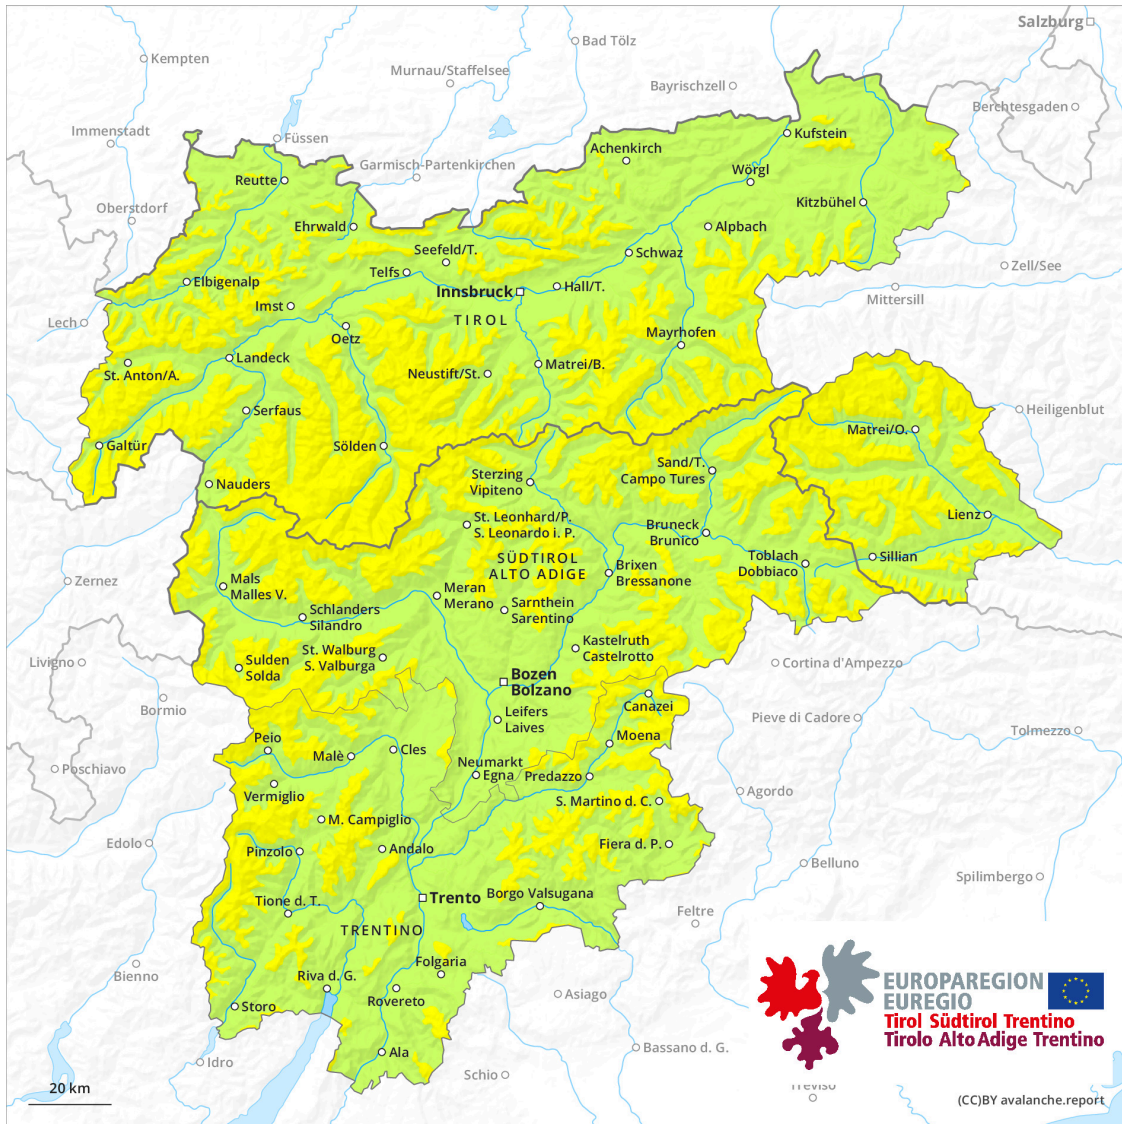 Salzburg
Bad Tölz
Kempten
Murnau/Staffelsee
Bayrischzell
Berchtesgaden
Immenstadt
Füssen
Kufstein
Achenkirch
Garmisch-Partenkirchen
Wörgl
Reutte
Oberstdorf
Kitzbühel
Ehrwald
Alpbach
Seefeld/T.
Schwaz
Zell/See
Telfs
Elbigenalp
Hall/T.
Innsbruck
Mittersill
Imst
TIROL
Lech
Oetz
Mayrhofen
Landeck
Matrei/B.
St. Anton/A.
Neustift/St.
Serfaus
Heiligenblut
Matrei/O.
Galtür
Sölden
Sand/T.
Campo Tures
Sterzing
Vipiteno
Nauders
Lienz
St. Leonhard/P.
S. Leonardo i. P.
Bruneck
Brunico
SÜDTIROL
ALTO ADIGE
Toblach
Dobbiaco
Sillian
Brixen
Bressanone
Zernez
Mals
Malles V.
Meran
Merano
Sarnthein
Sarentino
Schlanders
Silandro
Kastelruth
Castelrotto
St. Walburg
S. Valburga
Livigno
Sulden
Solda
Cortina d'Ampezzo
Bozen
Bolzano
Bormio
Canazei
Leifers
Laives
Pieve di Cadore
Tolmezzo
Peio
Moena
Cles
Malè
Neumarkt
Egna
Predazzo
Poschiavo
Vermiglio
Agordo
S. Martino d. C.
M. Campiglio
Edolo
Pinzolo
Andalo
Fiera d. P.
Belluno
Spilimbergo
Trento
Borgo Valsugana
Tione d. T.
Feltre
TRENTINO
Folgaria
Bienno
Riva d. G.
Rovereto
Asiago
Storo
EUROPAREGION
EUREGIO
Tirol Südtirol Trentino
Tirolo Alto Adige Trentino
Ala
Bassano d. G.
Idro
Schio
Treviso
20 km
(CC)BY avalanche.report